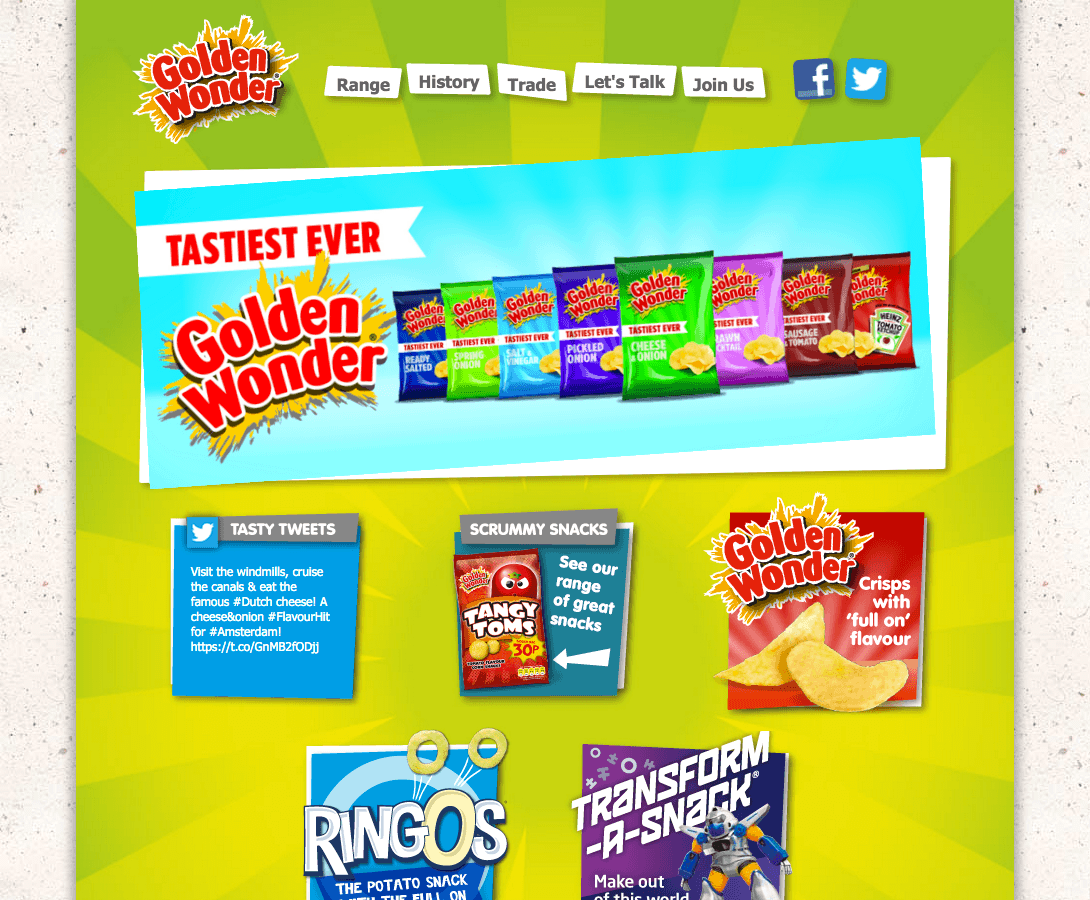 Golden
Wonder®
Range
History
Trade
Let's Talk
Join Us
TASTIEST EVER
Golden
Wonder®
Golden
Wonder
TASTIEST EVER
READY
SALTED
Golden
Wonder
TASTIEST EVER
SPRING
ONION
Golden
Wonder
TASTIEST EVER
SALT &
VINEGAR
Golden
Wonder
TASTIEST EVER
PICKLED
ONION
Golden
Wonder
TASTIEST EVER
CHEESE
& ONION
Golden
Wonder
TASTIEST EVER
Golden
Wonder
TASTIEST EVER
SAUSAGE
& TOMATO
Golden
Wonder
HEINZ
TOMATO
TASTY TWEETS
Visit the windmills, cruise
the canals & eat the
famous #Dutch cheese! A
cheese&onion #FlavourHit
for #Amsterdam!
https://t.co/GnMB2fODjj
SCRUMMY SNACKS
Golden
Wonder
TANGY
TOMS
30P
See our
range
of great
snacks
Golden
Wonder®
Crisps
with
'full on'
flavour
RINGOS
THE POTATO SNACK
WITH THE FULL ON
TRANSFORM
-A-SNACK®
Make out
of this world